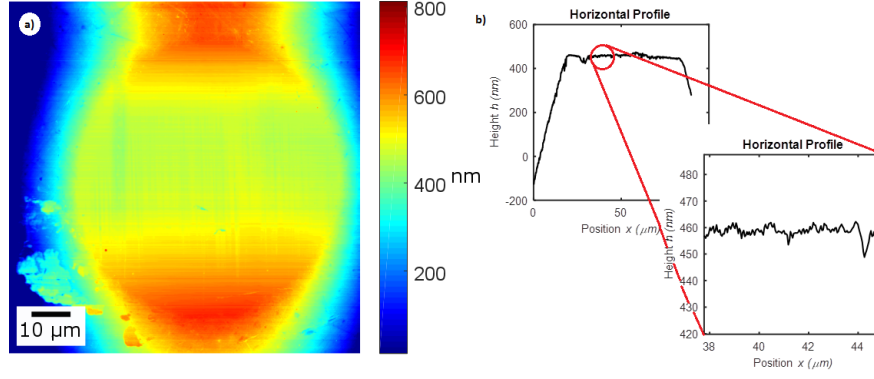 a)
10 µm
800
600
400
200
nm
b)
Horizontal Profile
600
400
200
0
-200
Height h (nm)
0
50
Position x (µm)
Horizontal Profile
480
470
460
450
440
430
420
Height h (nm)
38
40
42
44
Position x (µm)